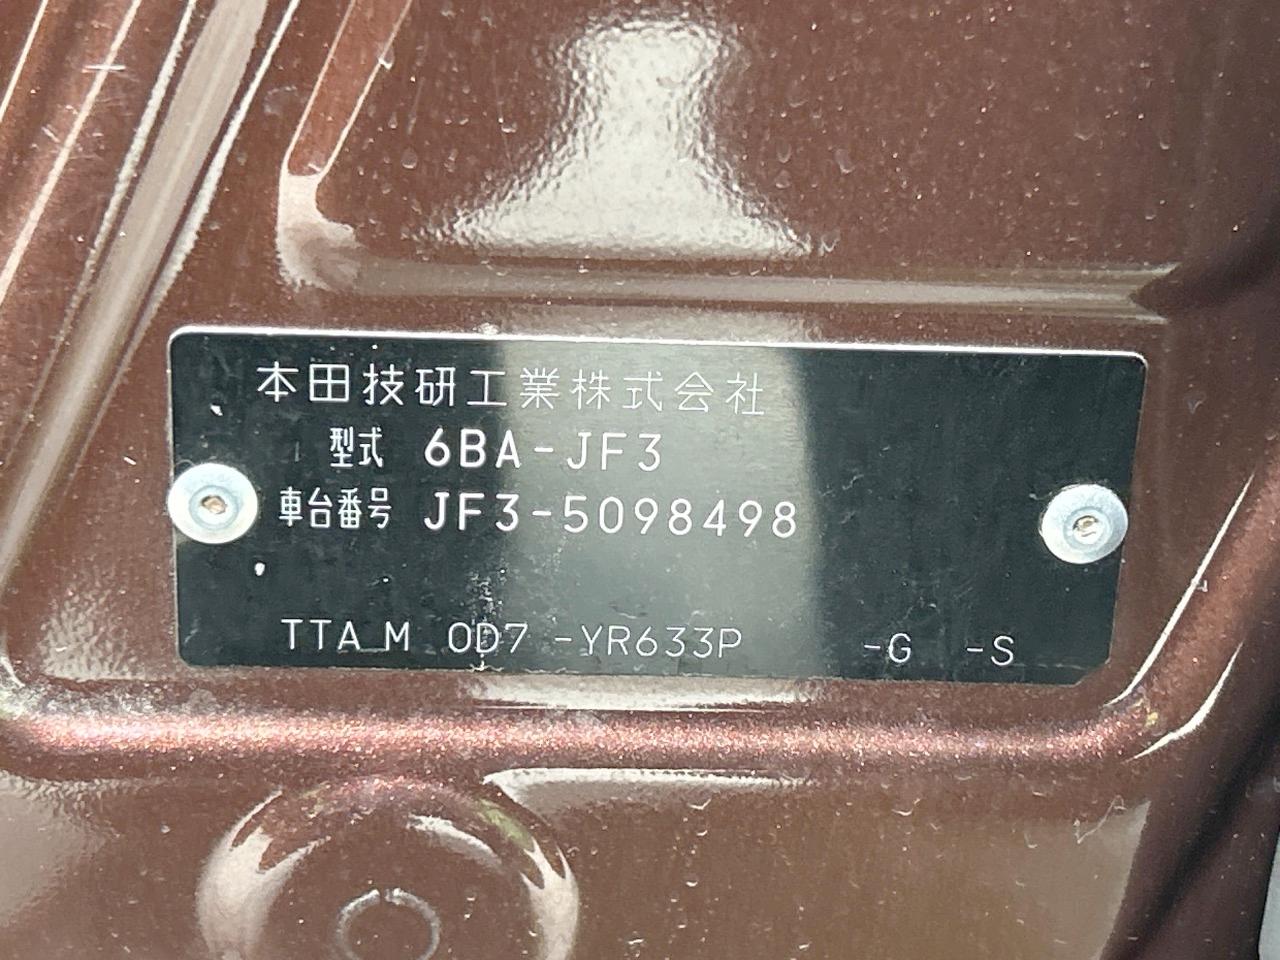 本田技研工業株式会社
型式 6BA-JF3
車台番号 JF3-5098498
TTA M 0D7 -YR633P -G -S